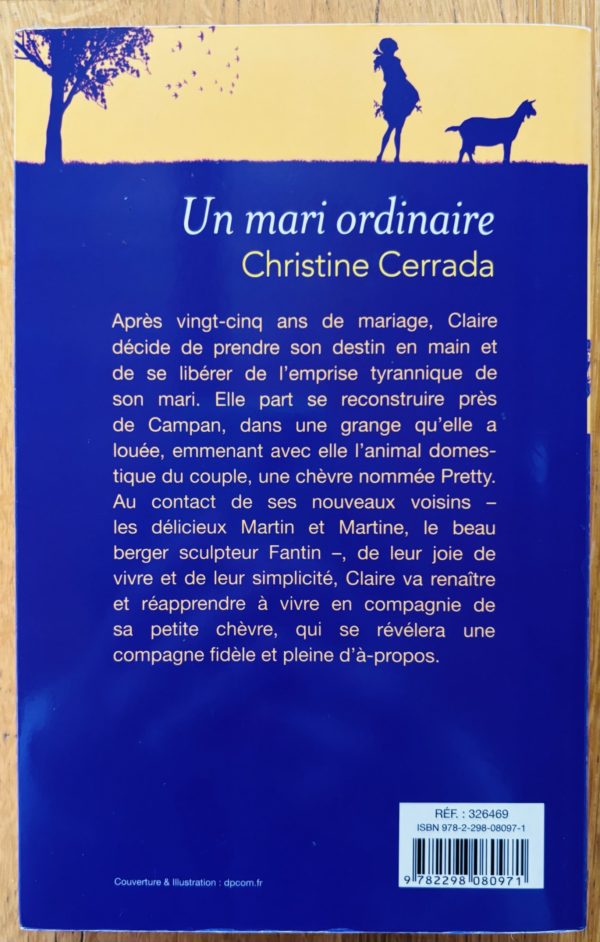 Un mari ordinaire
Christine Cerrada
Après vingt-cinq ans de mariage, Claire
décide de prendre son destin en main et
de se libérer de l'emprise tyrannique de
son mari. Elle part se reconstruire près
de Campan, dans une grange qu'elle a
louée, emmenant avec elle l'animal domes-
tique du couple, une chèvre nommée Pretty.
Au contact de ses nouveaux voisins –
les délicieux Martin et Martine, le beau
berger sculpteur Fantin –, de leur joie de
vivre et de leur simplicité, Claire va renaître
et réapprendre à vivre en compagnie de
sa petite chèvre, qui se révélera une
compagne fidèle et pleine d'à-propos.
RÉF. : 326469
ISBN 978-2-298-08097-1
9 782298 080971
Couverture & Illustration : dpcom.fr